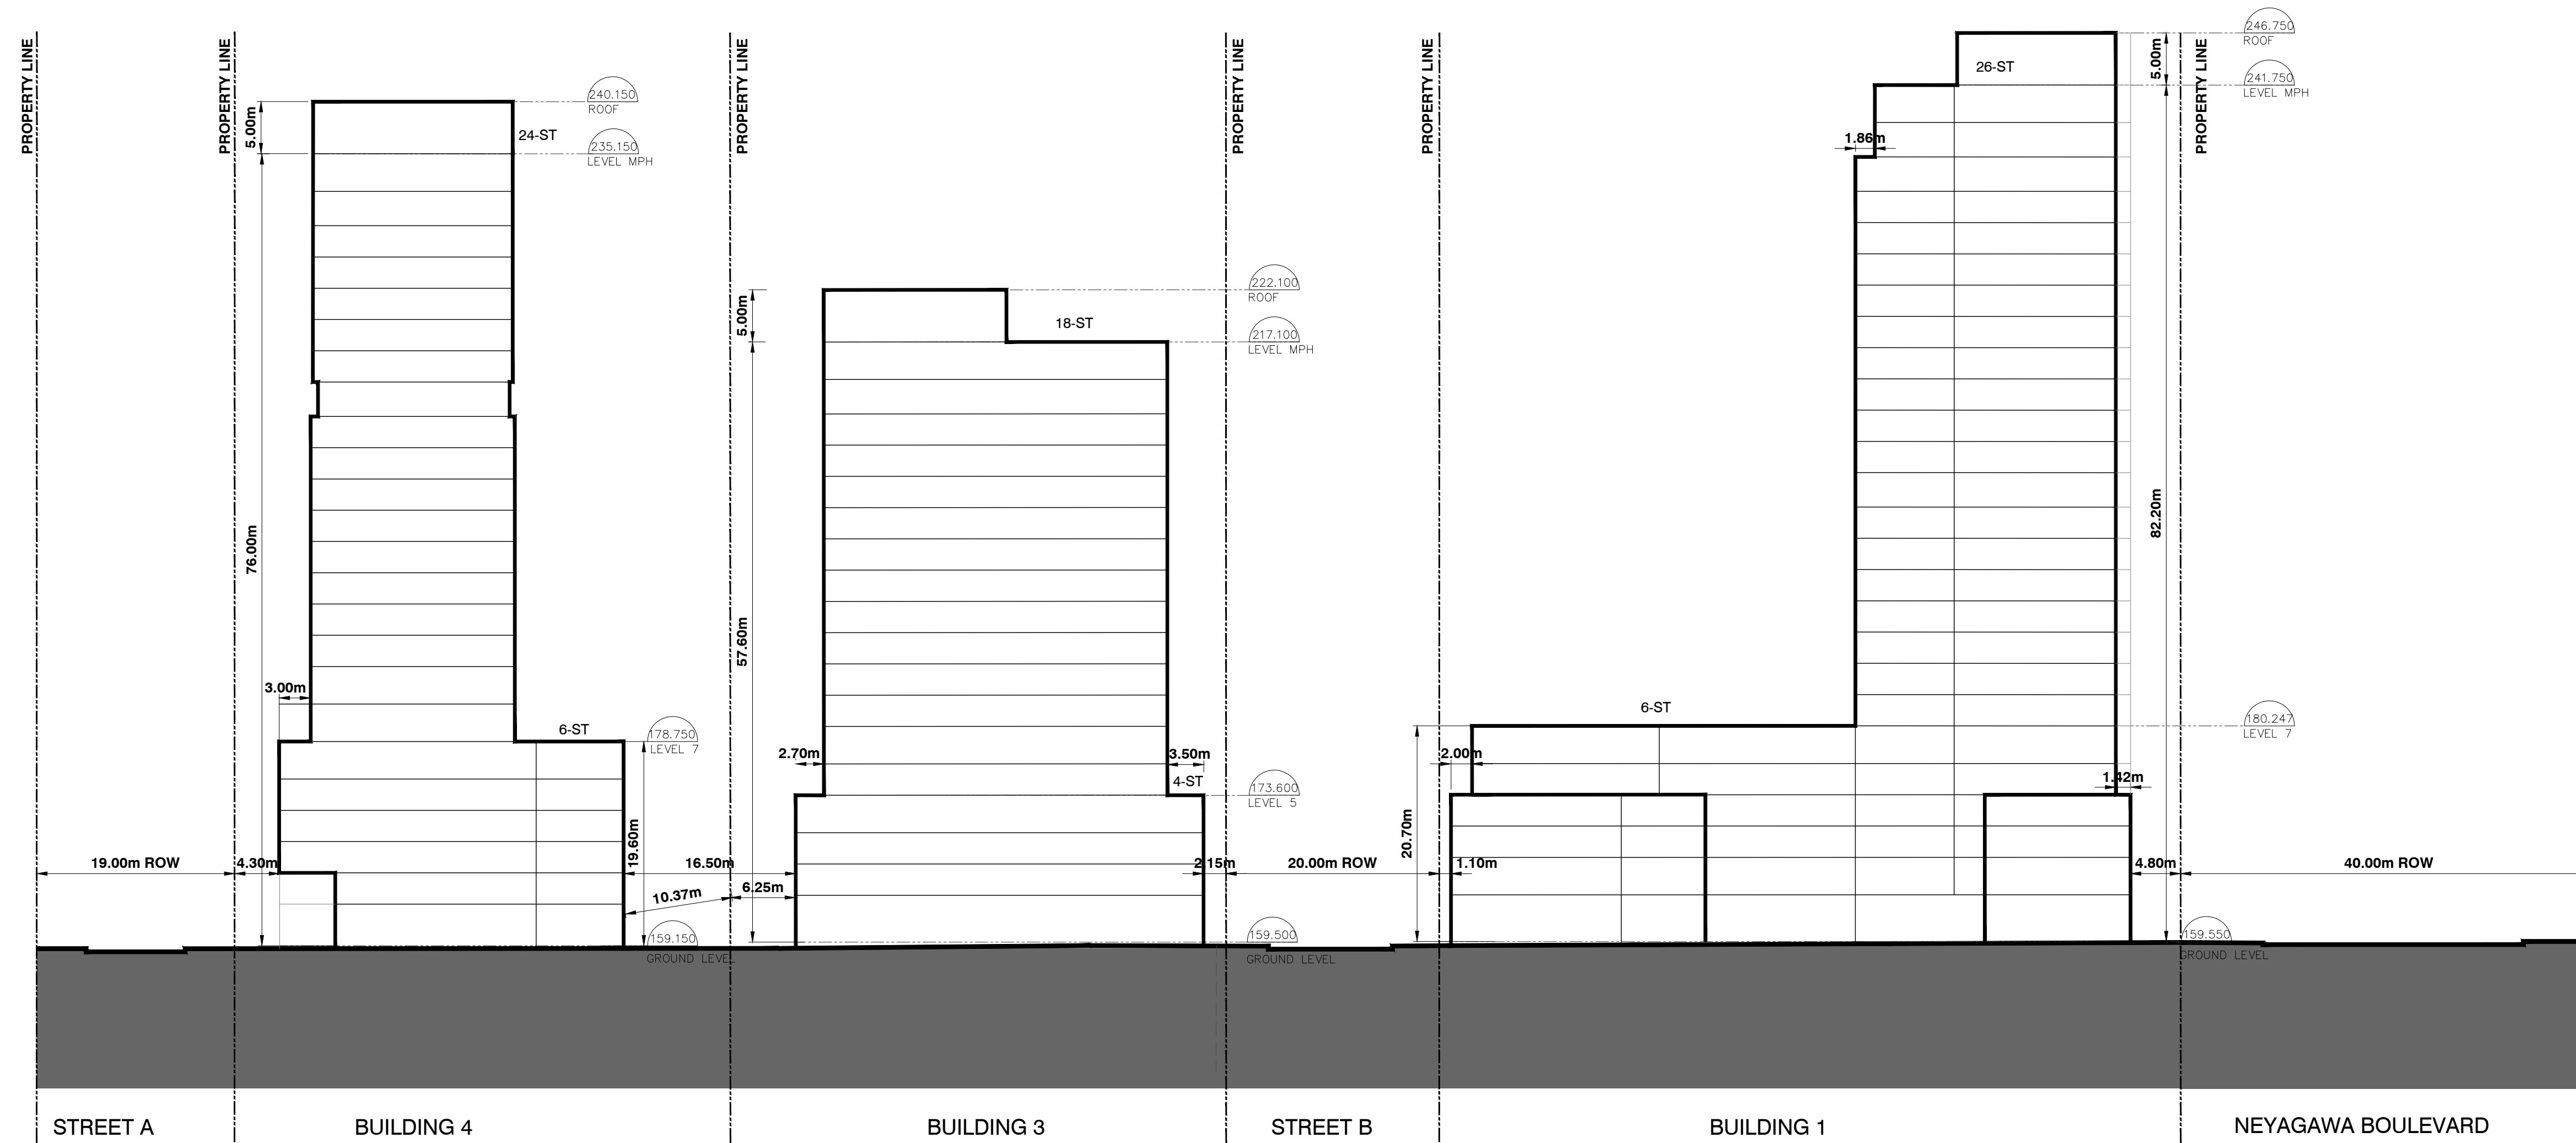 PROPERTY LINE
PROPERTY LINE
PROPERTY LINE
PROPERTY LINE
PROPERTY LINE
PROPERTY LINE
246.750
ROOF
5.00m
26-ST
241.750
LEVEL MPH
240.150
ROOF
5.00m
24-ST
235.150
LEVEL MPH
1.86m
222.100
ROOF
5.00m
18-ST
217.100
LEVEL MPH
76.00m
57.60m
82.20m
3.00m
6-ST
178.750
LEVEL 7
6-ST
180.247
LEVEL 7
2.70m
3.50m
4-ST
173.600
LEVEL 5
2.00m
1.42m
19.60m
20.70m
19.00m ROW
4.30m
16.50m
10.37m
6.25m
2.15m
20.00m ROW
1.10m
4.80m
40.00m ROW
159.150
GROUND LEVEL
159.500
GROUND LEVEL
159.550
GROUND LEVEL
STREET A
BUILDING 4
BUILDING 3
STREET B
BUILDING 1
NEYAGAWA BOULEVARD